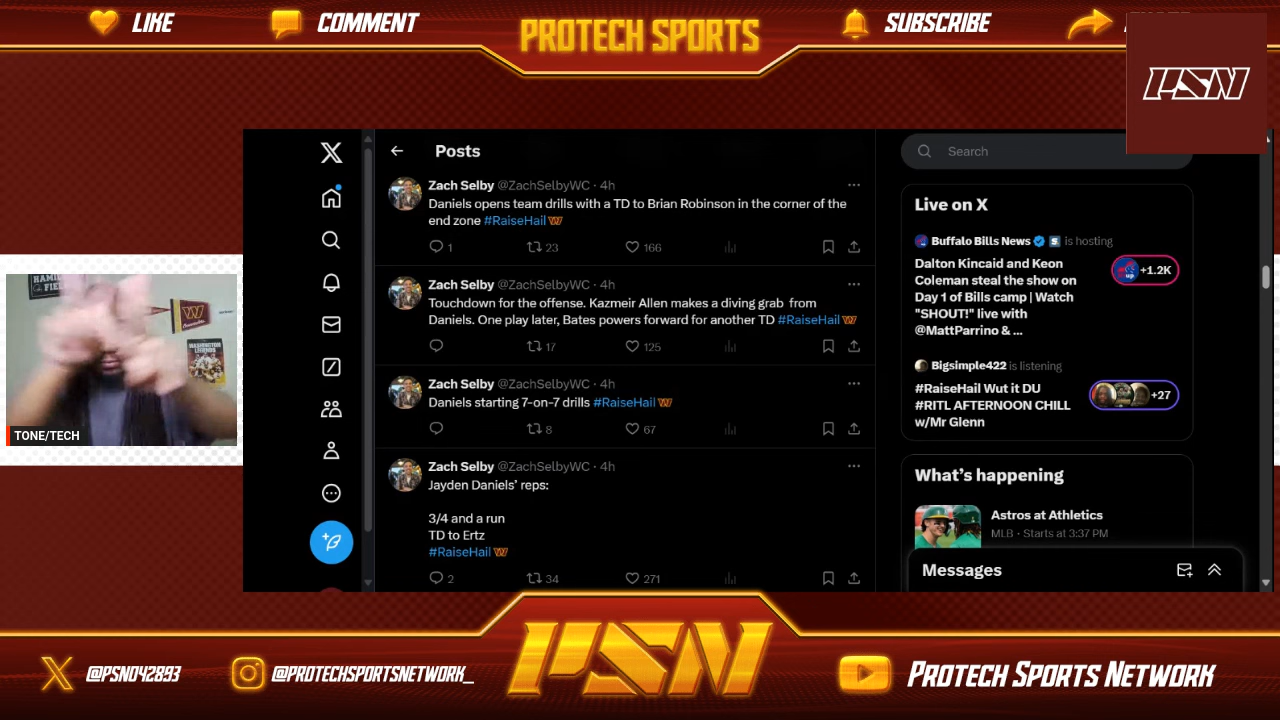 LIKE
COMMENT
PROTECH SPORTS
SUBSCRIBE
PSN
X
Posts
Search
Zach Selby @ZachSelbyWC · 4h
Daniels opens team drills with a TD to Brian Robinson in the corner of the
end zone #RaiseHail
1 23 166
Zach Selby @ZachSelbyWC · 4h
Touchdown for the offense. Kazmeir Allen makes a diving grab from
Daniels. One play later, Bates powers forward for another TD #RaiseHail
17 125
Zach Selby @ZachSelbyWC · 4h
Daniels starting 7-on-7 drills #RaiseHail
8 67
Zach Selby @ZachSelbyWC · 4h
Jayden Daniels' reps:
3/4 and a run
TD to Ertz
#RaiseHail
2 34 271
Live on X
Buffalo Bills News is hosting
Dalton Kincaid and Keon
Coleman steal the show on
Day 1 of Bills camp | Watch
"SHOUT!" live with
@MattParrino & ...
+1.2K
Bigsimple422 is listening
#RaiseHail Wut it DU
#RITL AFTERNOON CHILL
w/Mr Glenn
+27
What's happening
Astros at Athletics
MLB · Starts at 3:37 PM
Messages
WASHINGTON
LEGENDS
TONE/TECH
@PSN042893
@PROTECHSPORTSNETWORK_
PSN
PROTECH SPORTS NETWORK